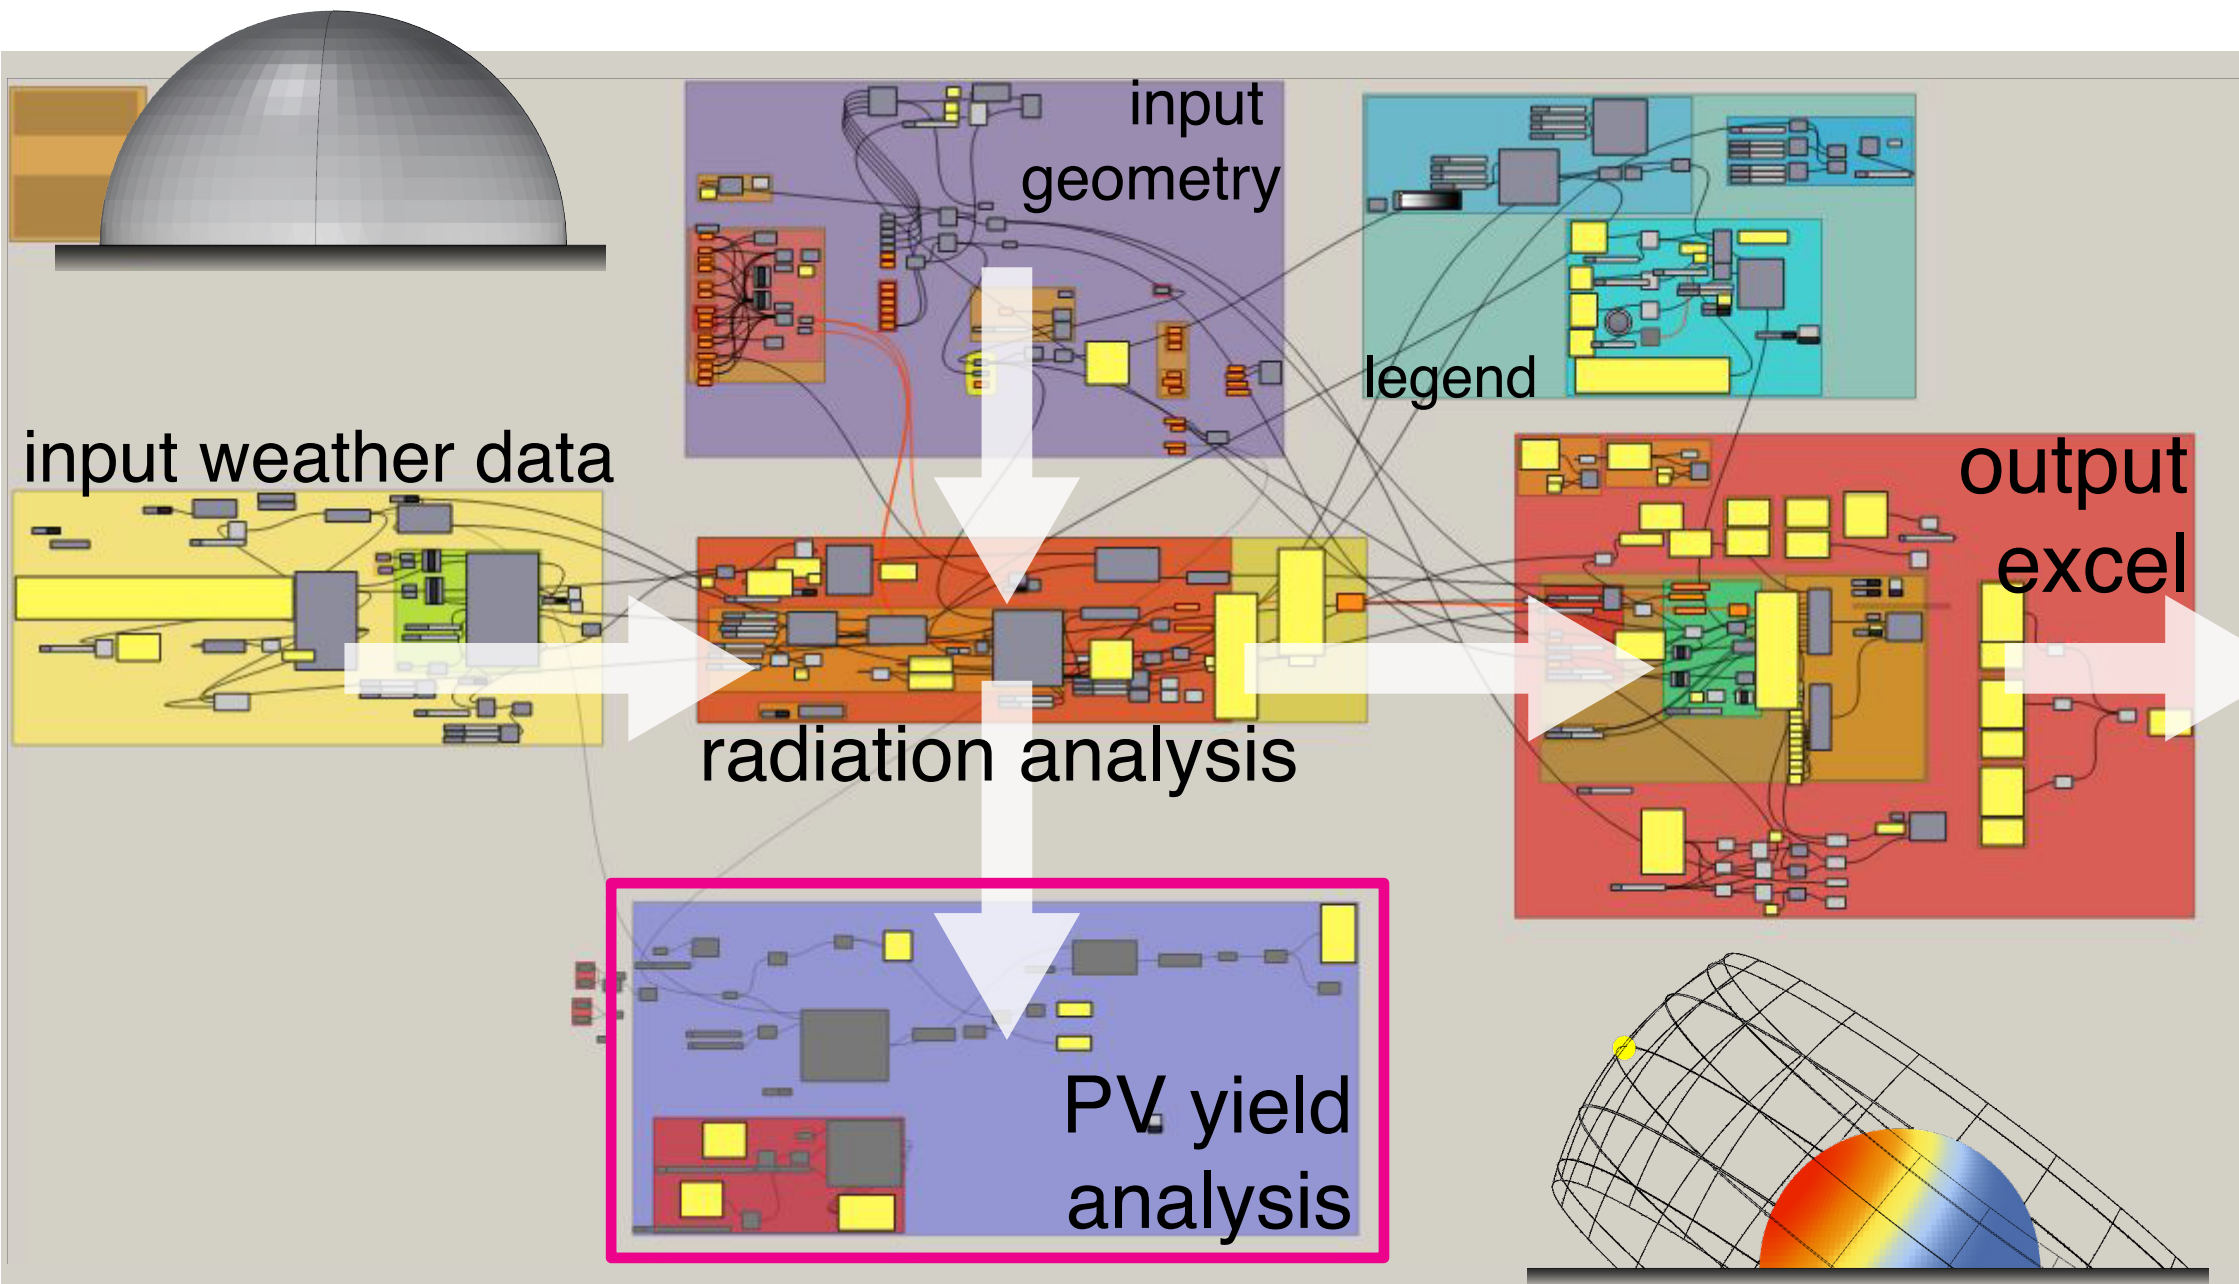 input
geometry
legend
input weather data
output
excel
radiation analysis
PV yield
analysis